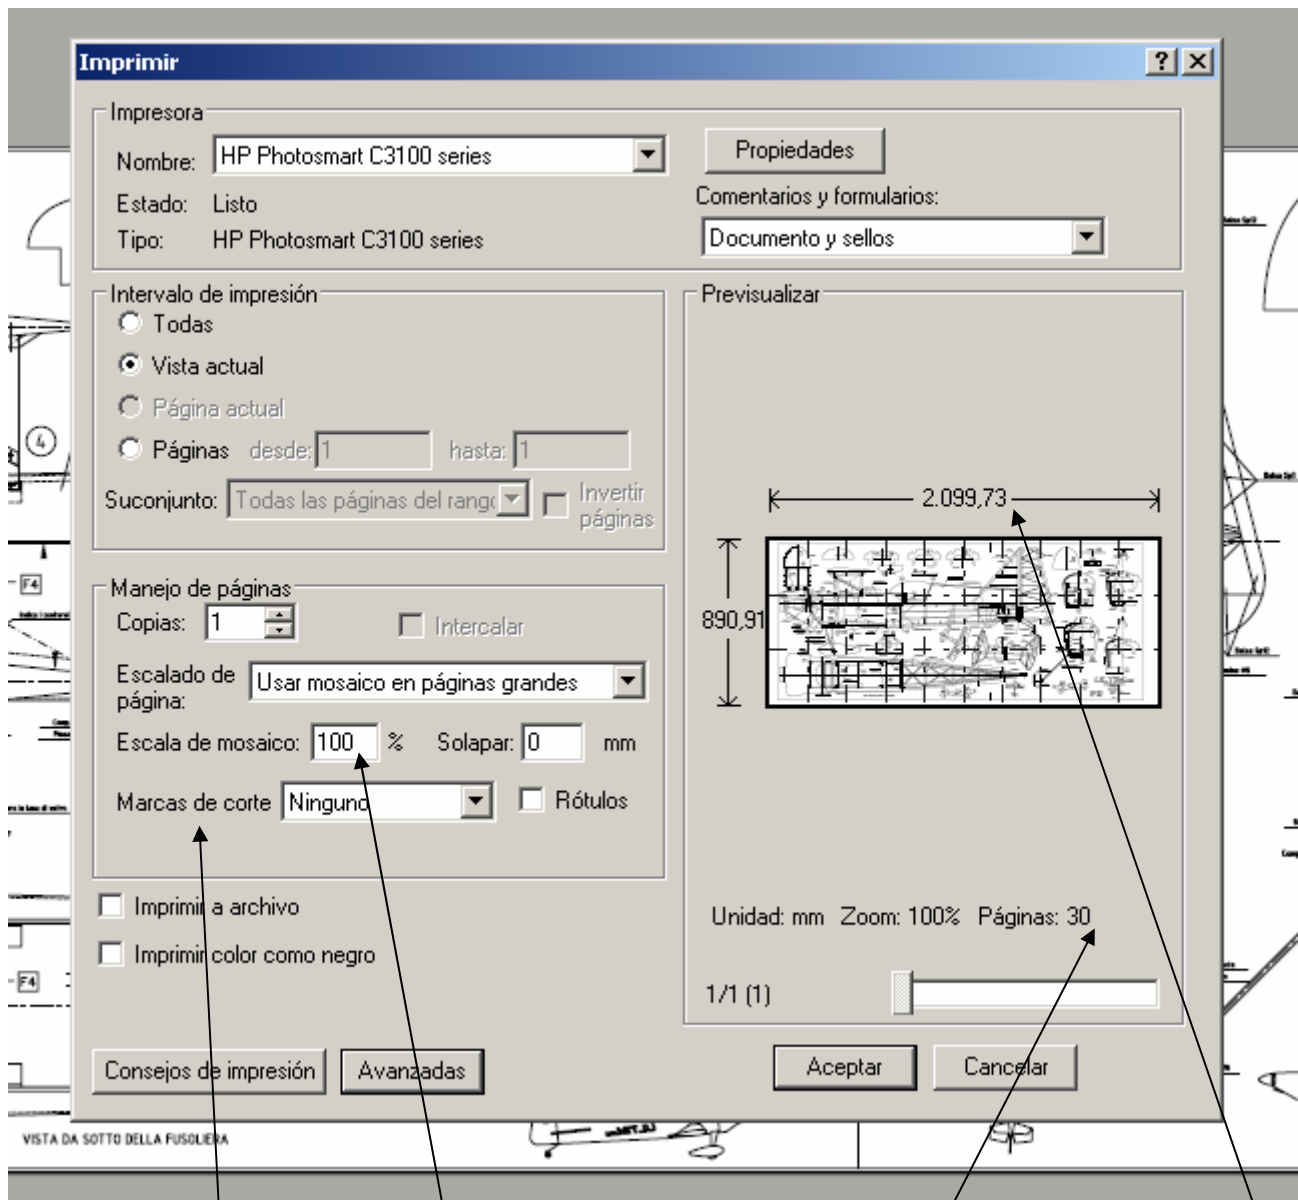 Imprimir
Impresora
Nombre: HP Photosmart C3100 series
Propiedades
Estado: Listo
Comentarios y formularios:
Tipo: HP Photosmart C3100 series
Documento y sellos
Intervalo de impresión
Todas
Vista actual
Página actual
Páginas desde: 1 hasta: 1
Suconjunto: Todas las páginas del rango
Invertir
páginas
Manejo de páginas
Copias: 1 Intercalar
Escalado de
página:
Usar mosaico en páginas grandes
Escala de mosaico: 100 % Solapar: 0 mm
Marcas de corte Ninguno Rótulos
Imprimir a archivo
Imprimir color como negro
Previsualizar
2.099,73
890,91
Unidad: mm Zoom: 100% Páginas: 30
1/1 (1)
Consejos de impresión Avanzadas Aceptar Cancelar
4
F4
F4
VISTA DA SOTTO DELLA FUSOLIERA